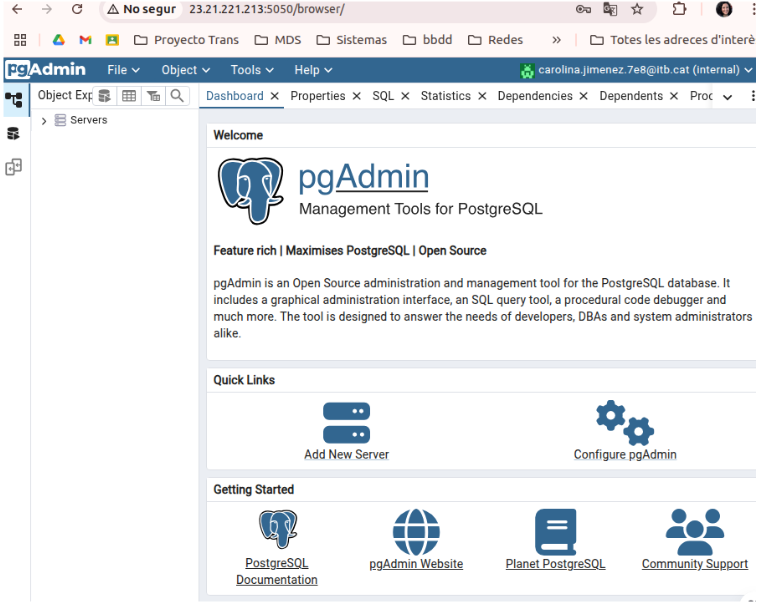 No segur 23.21.221.213:5050/browser/
Proyecto Trans MDS Sistemas bbdd Redes » Totes les adreces d'interè
pgAdmin File Object Tools Help carolina.jimenez.7e8@itb.cat (internal)
Object Exp Dashboard Properties SQL Statistics Dependencies Dependents Proc
Servers
Welcome
pgAdmin
Management Tools for PostgreSQL
Feature rich | Maximises PostgreSQL | Open Source
pgAdmin is an Open Source administration and management tool for the PostgreSQL database. It
includes a graphical administration interface, an SQL query tool, a procedural code debugger and
much more. The tool is designed to answer the needs of developers, DBAs and system administrators
alike.
Quick Links
Add New Server Configure pgAdmin
Getting Started
PostgreSQL pgAdmin Website Planet PostgreSQL Community Support
Documentation